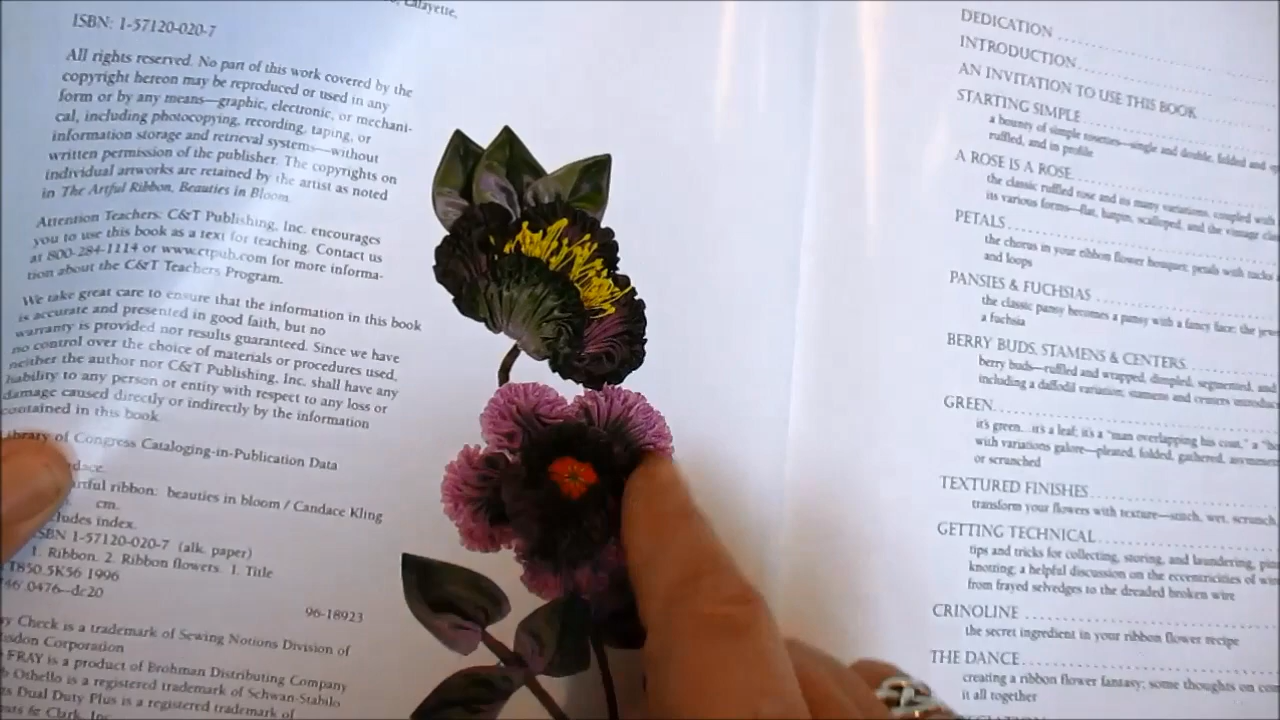 Lafayette,
ISBN: 1-57120-020-7
All rights reserved. No part of this work covered by the
copyright hereon may be reproduced or used in any
form or by any means—graphic, electronic, or mechani-
cal, including photocopying, recording, taping, or
information storage and retrieval systems—without
written permission of the publisher. The copyrights on
individual artworks are retained by the artist as noted
in The Artful Ribbon, Beauties in Bloom.
Attention Teachers: C&T Publishing, Inc. encourages
you to use this book as a text for teaching. Contact us
at 800-284-1114 or www.ctpub.com for more informa-
tion about the C&T Teachers Program.
We take great care to ensure that the information in this book
is accurate and presented in good faith, but no
warranty is provided nor results guaranteed. Since we have
no control over the choice of materials or procedures used,
neither the author nor C&T Publishing, Inc. shall have any
liability to any person or entity with respect to any loss or
damage caused directly or indirectly by the information
contained in this book.
Library of Congress Cataloging-in-Publication Data
dace.
rtful ribbon: beauties in bloom / Candace Kling
cm.
ludes index.
ISBN 1-57120-020-7 (alk. paper)
1. Ribbon. 2. Ribbon flowers. I. Title
T850.5K56 1996
46'.0476—dc20
96-18923
y Check is a trademark of Sewing Notions Division of
sdon Corporation
FRAY is a product of Brohman Distributing Company
b Othello is a registered trademark of Schwan-Stabilo
ts Dual Duty Plus is a registered trademark of
oats & Clark, Inc.
DEDICATION
INTRODUCTION
AN INVITATION TO USE THIS BOOK
STARTING SIMPLE
a bounty of simple rosettes—single and double, folded and
ruffled, and in profile
A ROSE IS A ROSE
the classic ruffled rose and its many variations, coupled with
its various forms—flat, hatpin, scalloped, and the vintage
PETALS
the chorus in your ribbon flower bouquet; petals with tucks
and loops
PANSIES & FUCHSIAS
the classic pansy becomes a pansy with a fancy face; the
a fuchsia
BERRY BUDS, STAMENS & CENTERS
berry buds—ruffled and wrapped, dimpled, segmented, and
including a daffodil variation; stamens and centers
GREEN
it's green...it's a leaf; it's a "man overlapping his coat,"
with variations galore—pleated, folded, gathered,
or scrunched
TEXTURED FINISHES
transform your flowers with texture—stitch, wet, scrunch
GETTING TECHNICAL
tips and tricks for collecting, storing, and laundering,
knotting; a helpful discussion on the eccentricities of
from frayed selvedges to the dreaded broken wire
CRINOLINE
the secret ingredient in your ribbon flower recipe
THE DANCE
creating a ribbon flower fantasy; some thoughts on
it all together